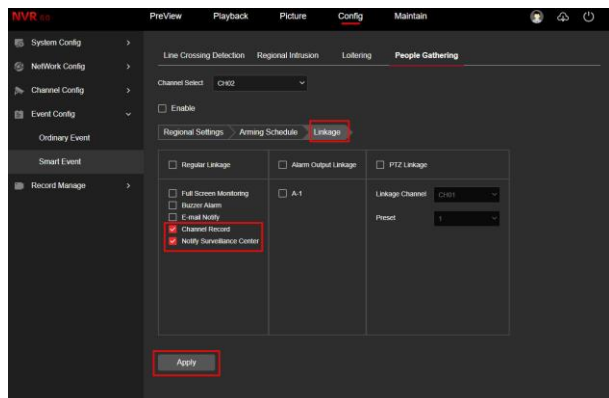 NVR
PreView Playback Picture Config Maintain
System Config
NetWork Config
Channel Config
Event Config
Ordinary Event
Smart Event
Record Manage
Line Crossing Detection Regional Intrusion Loitering People Gathering
Channel Select CH02
Enable
Regional Settings Arming Schedule Linkage
Regular Linkage Alarm Output Linkage PTZ Linkage
Full Screen Monitoring A-1 Linkage Channel CH01
Buzzer Alarm
E-mail Notify Preset 1
Channel Record
Notify Surveillance Center
Apply